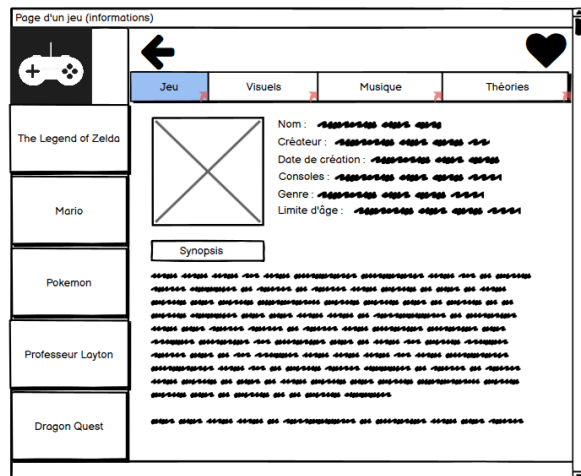 Page d'un jeu (informations)
Jeu Visuels Musique Théories
The Legend of Zelda
Mario
Pokemon
Professeur Layton
Dragon Quest
Nom :
Créateur :
Date de création :
Consoles :
Genre :
Limite d'âge :
Synopsis